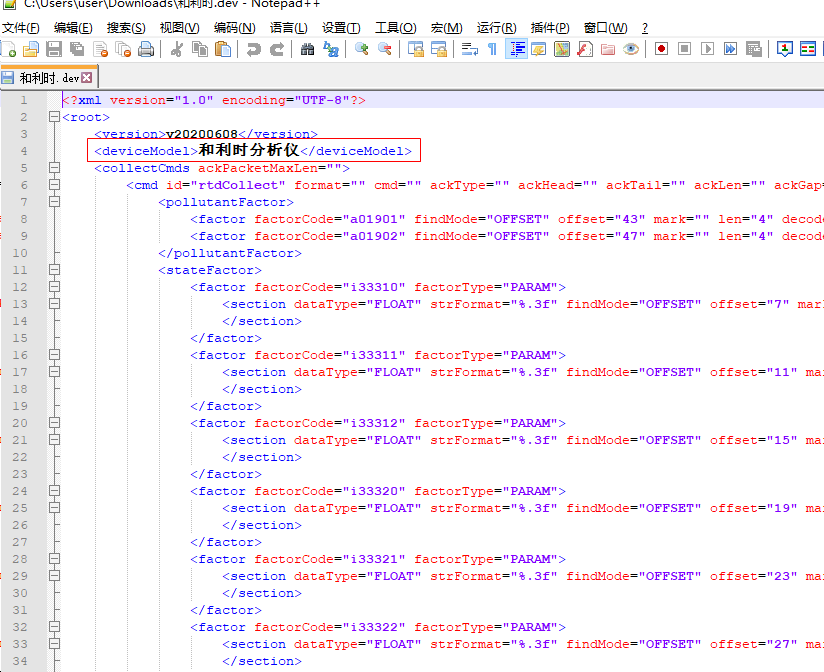 C:\Users\user\Downloads\和利时.dev - Notepad++
文件(F) 编辑(E) 搜索(S) 视图(V) 编码(N) 语言(L) 设置(T) 工具(O) 宏(M) 运行(R) 插件(P) 窗口(W) ?
和利时.dev
1 <?xml version="1.0" encoding="UTF-8"?>
2 <root>
3 <version>v20200608</version>
4 <deviceModel>和利时分析仪</deviceModel>
5 <collectCmds ackPacketMaxLen="">
6 <cmd id="rtdCollect" format="" cmd="" ackType="" ackHead="" ackTail="" ackLen="" ackGap=
7 <pollutantFactor>
8 <factor factorCode="a01901" findMode="OFFSET" offset="43" mark="" len="4" decod
9 <factor factorCode="a01902" findMode="OFFSET" offset="47" mark="" len="4" decod
10 </pollutantFactor>
11 <stateFactor>
12 <factor factorCode="i33310" factorType="PARAM">
13 <section dataType="FLOAT" strFormat="%.3f" findMode="OFFSET" offset="7" mar
14 </section>
15 </factor>
16 <factor factorCode="i33311" factorType="PARAM">
17 <section dataType="FLOAT" strFormat="%.3f" findMode="OFFSET" offset="11" ma
18 </section>
19 </factor>
20 <factor factorCode="i33312" factorType="PARAM">
21 <section dataType="FLOAT" strFormat="%.3f" findMode="OFFSET" offset="15" ma
22 </section>
23 </factor>
24 <factor factorCode="i33320" factorType="PARAM">
25 <section dataType="FLOAT" strFormat="%.3f" findMode="OFFSET" offset="19" ma
26 </section>
27 </factor>
28 <factor factorCode="i33321" factorType="PARAM">
29 <section dataType="FLOAT" strFormat="%.3f" findMode="OFFSET" offset="23" ma
30 </section>
31 </factor>
32 <factor factorCode="i33322" factorType="PARAM">
33 <section dataType="FLOAT" strFormat="%.3f" findMode="OFFSET" offset="27" ma
34 </section>